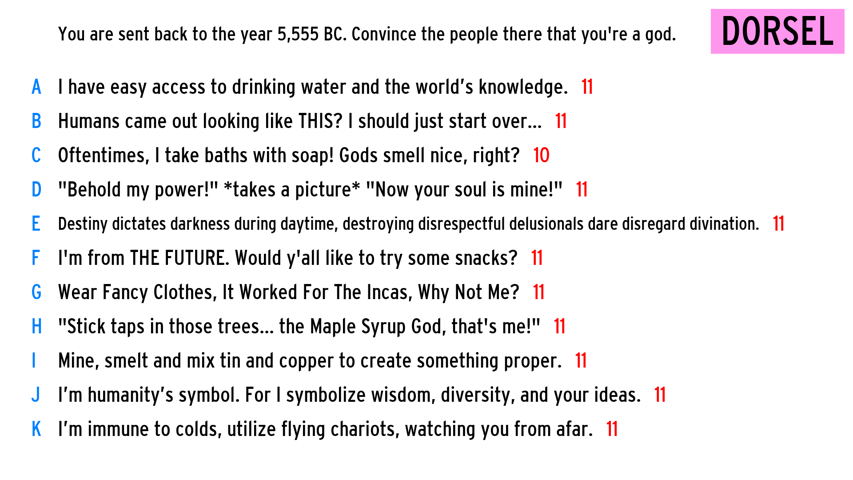 You are sent back to the year 5,555 BC. Convince the people there that you're a god.
DORSEL
A I have easy access to drinking water and the world's knowledge. 11
B Humans came out looking like THIS? I should just start over... 11
C Oftentimes, I take baths with soap! Gods smell nice, right? 10
D "Behold my power!" *takes a picture* "Now your soul is mine!" 11
E Destiny dictates darkness during daytime, destroying disrespectful delusionals dare disregard divination. 11
F I'm from THE FUTURE. Would y'all like to try some snacks? 11
G Wear Fancy Clothes, It Worked For The Incas, Why Not Me? 11
H "Stick taps in those trees... the Maple Syrup God, that's me!" 11
I Mine, smelt and mix tin and copper to create something proper. 11
J I'm humanity's symbol. For I symbolize wisdom, diversity, and your ideas. 11
K I'm immune to colds, utilize flying chariots, watching you from afar. 11